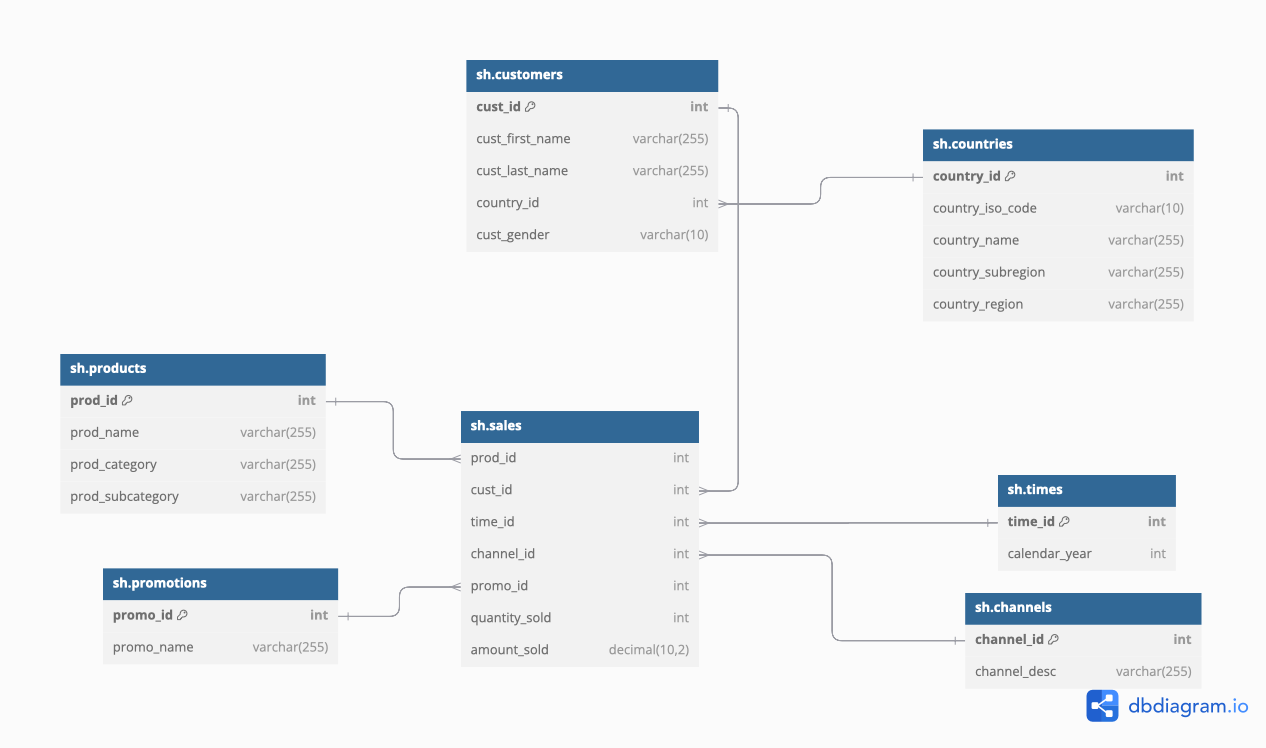 sh.customers
cust_id int
cust_first_name varchar(255)
cust_last_name varchar(255)
country_id int
cust_gender varchar(10)
sh.countries
country_id int
country_iso_code varchar(10)
country_name varchar(255)
country_subregion varchar(255)
country_region varchar(255)
sh.products
prod_id int
prod_name varchar(255)
prod_category varchar(255)
prod_subcategory varchar(255)
sh.sales
prod_id int
cust_id int
time_id int
channel_id int
promo_id int
quantity_sold int
amount_sold decimal(10,2)
sh.times
time_id int
calendar_year int
sh.promotions
promo_id int
promo_name varchar(255)
sh.channels
channel_id int
channel_desc varchar(255)
dbdiagram.io